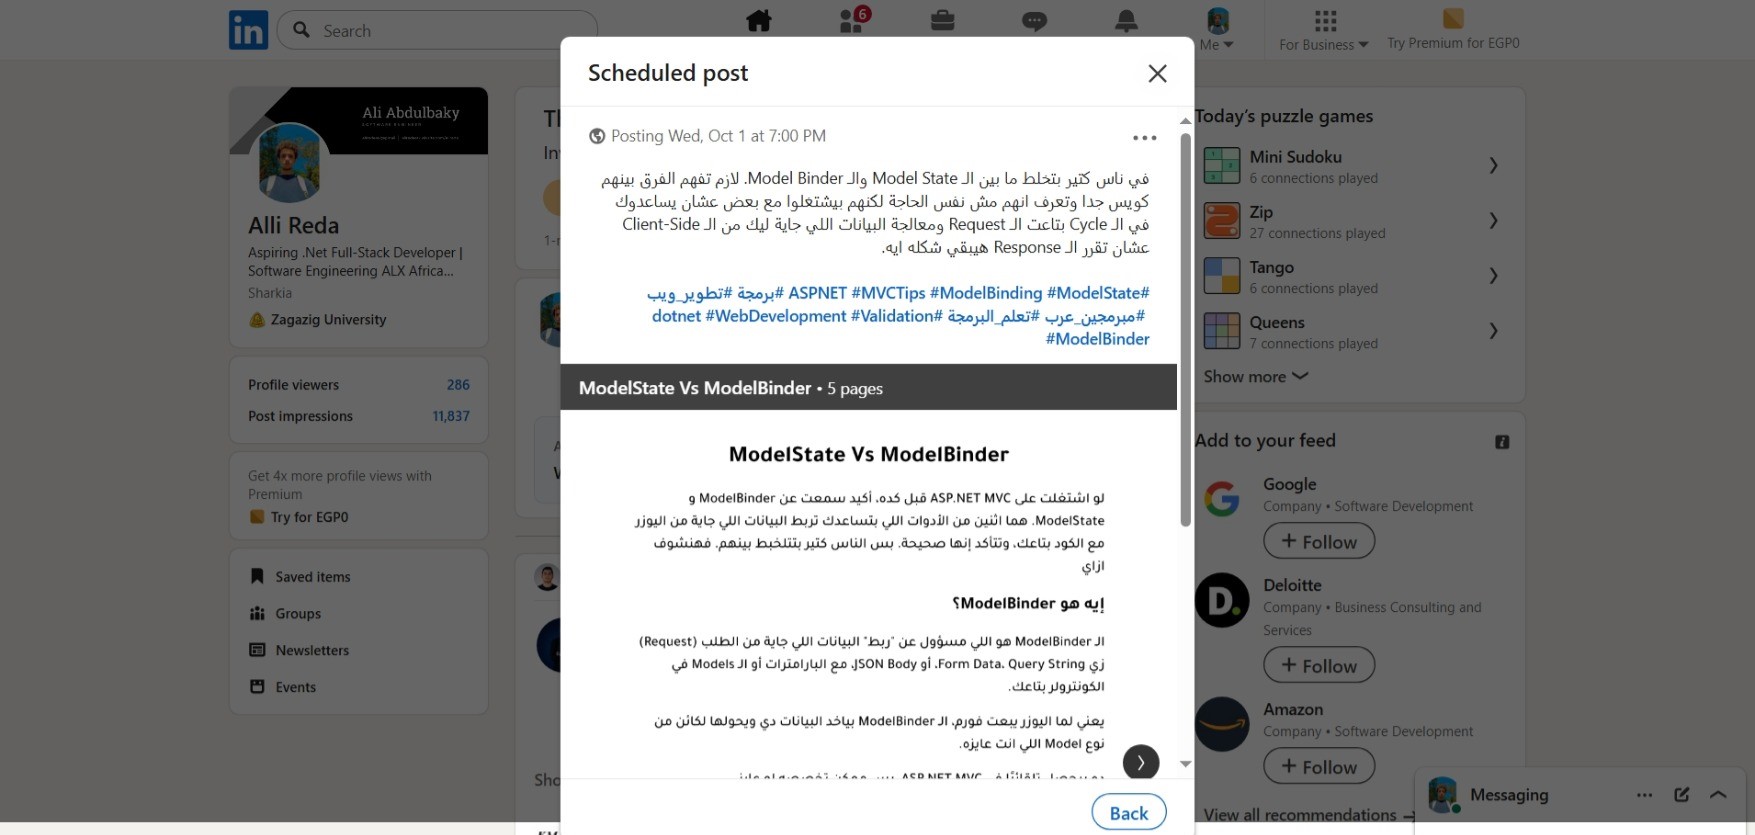 Search
6
Me
For Business
Try Premium for EGP0
Ali Abdulbaky
Alli Reda
Aspiring .Net Full-Stack Developer |
Software Engineering ALX Africa...
Sharkia
Zagazig University
Profile viewers 286
Post impressions 11,837
Get 4x more profile views with
Premium
Try for EGP0
Saved items
Groups
Newsletters
Events
Scheduled post
Posting Wed, Oct 1 at 7:00 PM
في ناس كتير بتخلط ما بين الـ Model State والـ Model Binder. لازم تفهم الفرق بينهم
كويس جدا وتعرف انهم مش نفس الحاجة لكنهم بيشتغلوا مع بعض عشان يساعدوك
في الـ Cycle بتاعت الـ Request ومعالجة البيانات اللي جاية ليك من الـ Client-Side
عشان تقرر الـ Response هيبقي شكله ايه.
#ASPNET #MVCTips #ModelBinding #ModelState #برمجة #تطوير_ويب
#مبرمجين_عرب #تعلم_البرمجة #dotnet #WebDevelopment #Validation
#ModelBinder
ModelState Vs ModelBinder • 5 pages
ModelState Vs ModelBinder
لو اشتغلت على ASP.NET MVC قبل كده، أكيد سمعت عن ModelBinder و
ModelState. هما اثنين من الأدوات اللي بتساعدك تربط البيانات اللي جاية من اليوزر
مع الكود بتاعك، وتتأكد إنها صحيحة. بس الناس كتير بتتلخبط بينهم. فهنشوف
ازاي
إيه هو ModelBinder؟
الـ ModelBinder هو اللي مسؤول عن "ربط" البيانات اللي جاية من الطلب (Request)
زي Form Data، Query String، أو JSON Body، مع البارامترات أو الـ Models في
الكونترولر بتاعك.
يعني لما اليوزر يبعت فورم، الـ ModelBinder بياخد البيانات دي ويحولها لكائن من
نوع Model اللي انت عايزه.
Back
Today's puzzle games
Mini Sudoku
6 connections played
Zip
27 connections played
Tango
6 connections played
Queens
7 connections played
Show more
Add to your feed
Google
Company • Software Development
+ Follow
Deloitte
Company • Business Consulting and
Services
+ Follow
Amazon
Company • Software Development
+ Follow
View all recommendations
Messaging